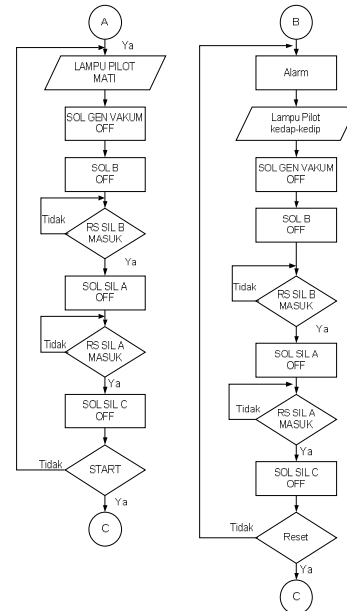 A
Ya
LAMPU PILOT
MATI
SOL GEN VAKUM
OFF
SOL B
OFF
Tidak
RS SIL B
MASUK
Ya
SOL SIL A
OFF
Tidak
RS SIL A
MASUK
Ya
SOL SIL C
OFF
Tidak
START
Ya
C
B
Alarm
Lampu Pilot
kedap-kedip
SOL GEN VAKUM
OFF
SOL B
OFF
Tidak
RS SIL B
MASUK
Ya
SOL SIL A
OFF
Tidak
RS SIL A
MASUK
Ya
SOL SIL C
OFF
Tidak
Reset
Ya
C